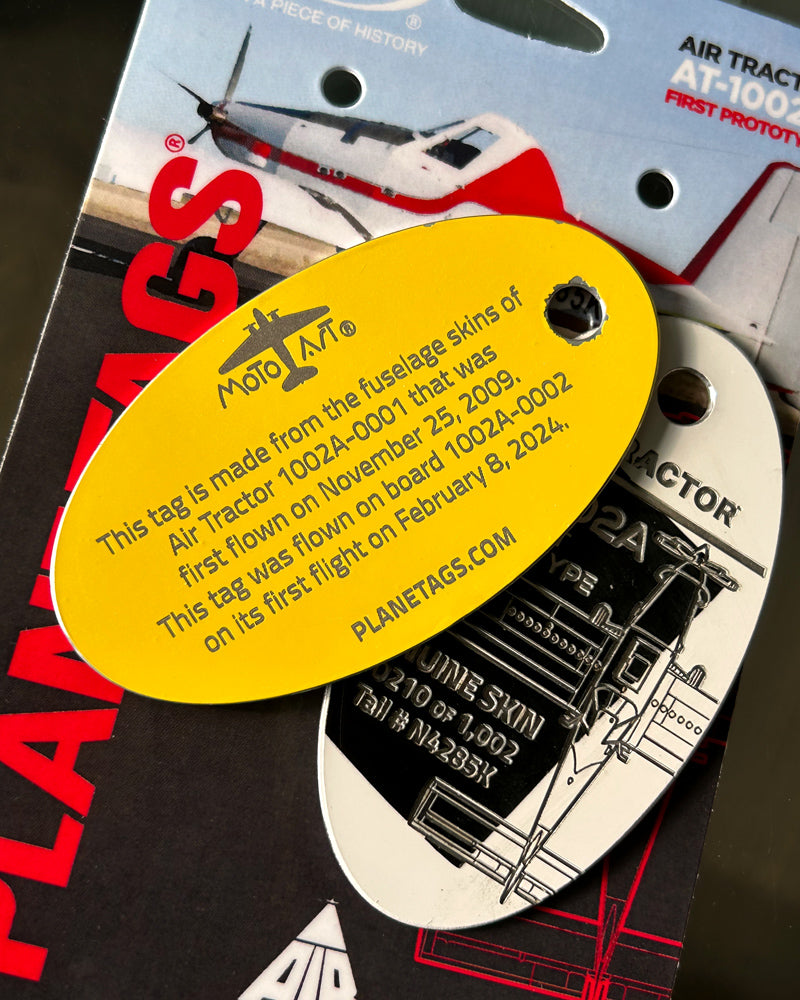 A PIECE OF HISTORY®
AIR TRACT
AT-1002
FIRST PROTOTY
PLANETAGS®
MotoArt®
This tag is made from the fuselage skins of
Air Tractor 1002A-0001 that was
first flown on November 25, 2009.
This tag was flown on board 1002A-0002
on its first flight on February 8, 2024.
PLANETAGS.COM
RACTOR
02A
YPE
UINE SKIN
0210 OF 1,002
Tail # N4285K
AIR